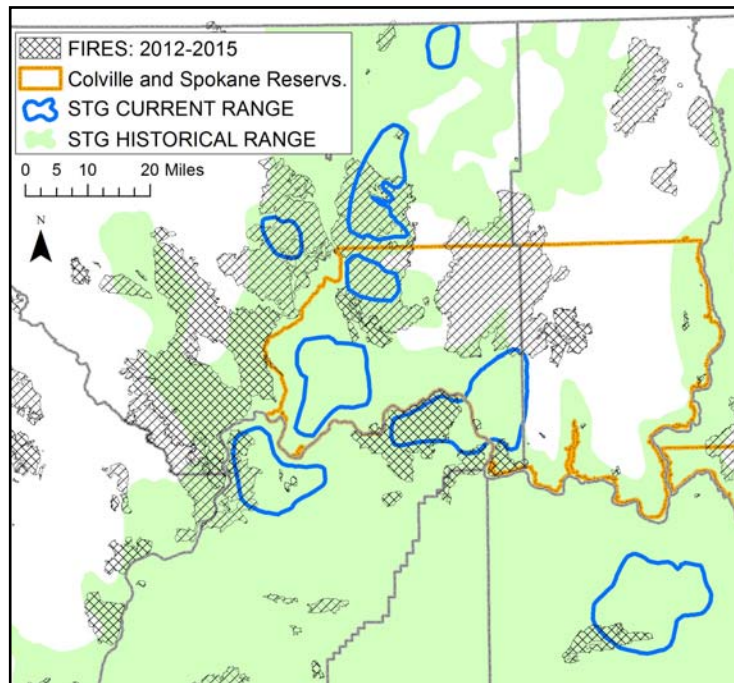 FIRES: 2012-2015
Colville and Spokane Reservs.
STG CURRENT RANGE
STG HISTORICAL RANGE
0 5 10 20 Miles
N